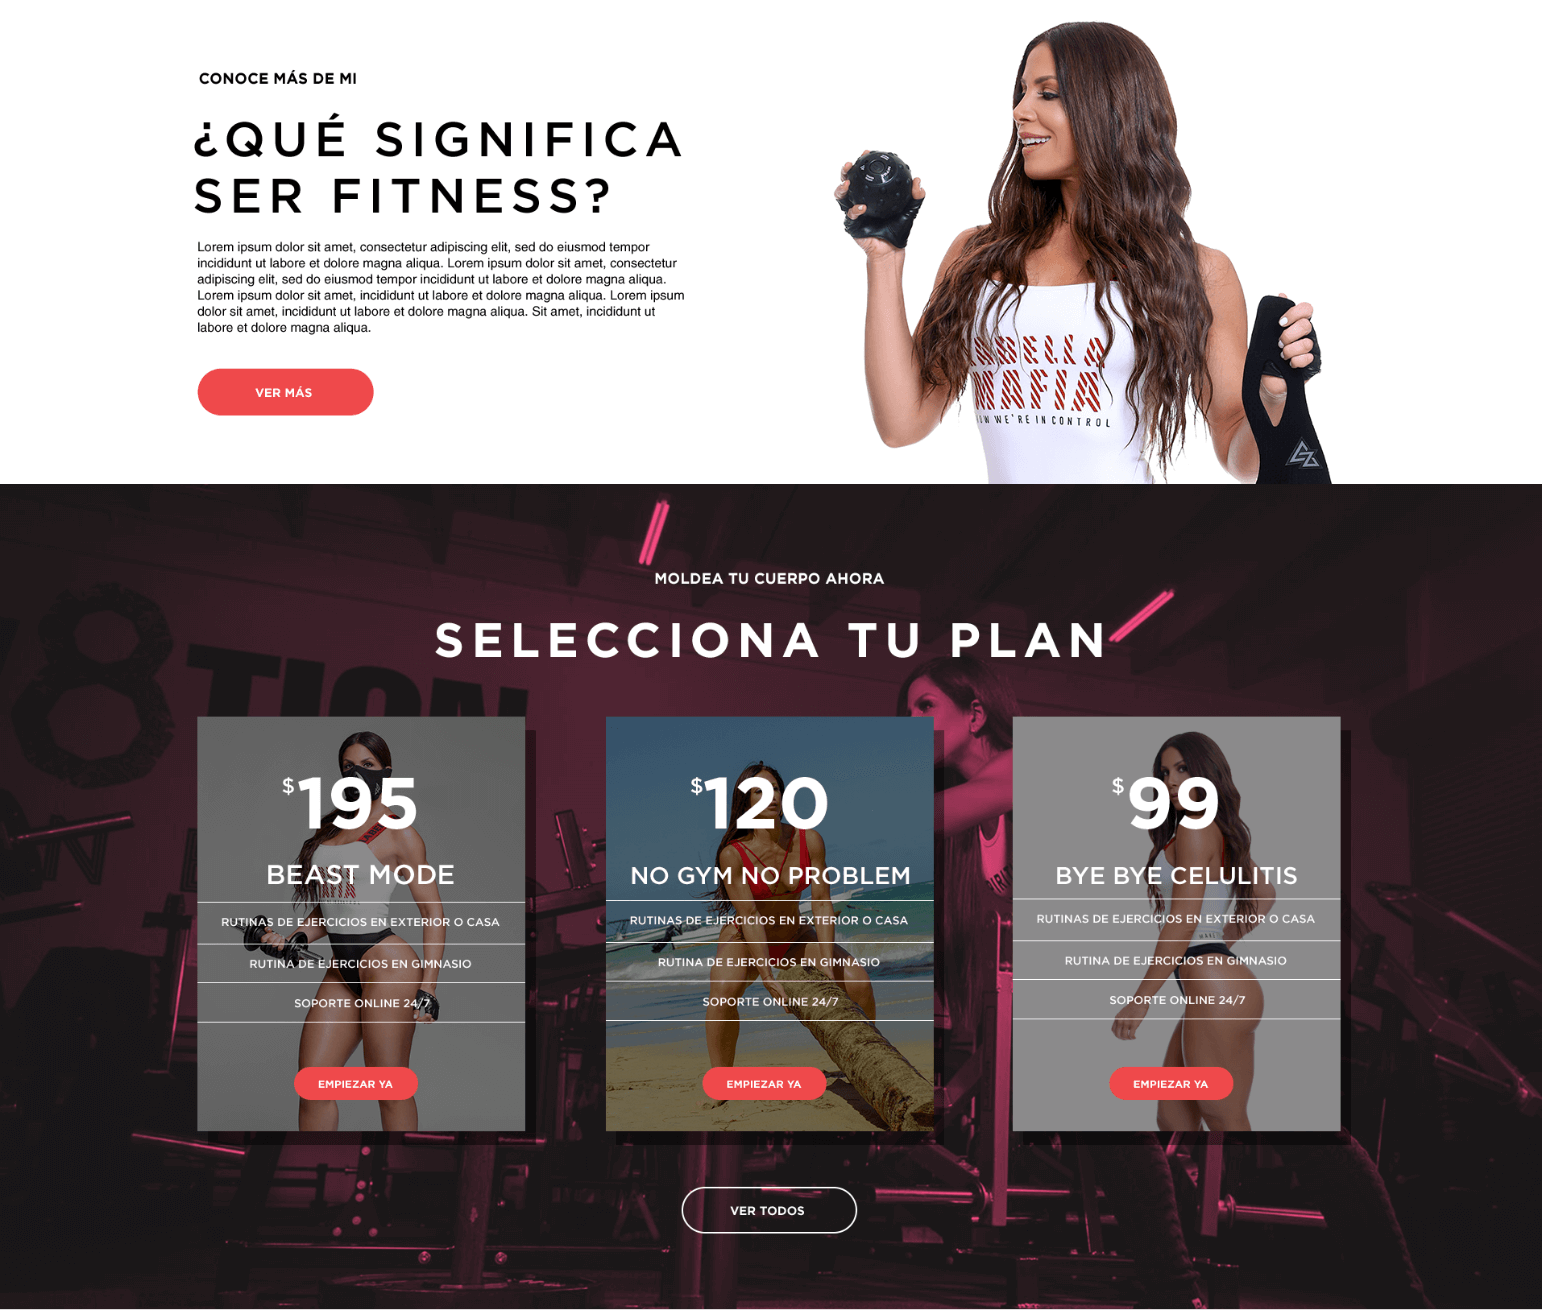 CONOCE MÁS DE MI
¿QUÉ SIGNIFICA
SER FITNESS?
Lorem ipsum dolor sit amet, consectetur adipiscing elit, sed do eiusmod tempor
incididunt ut labore et dolore magna aliqua. Lorem ipsum dolor sit amet, consectetur
adipiscing elit, sed do eiusmod tempor incididunt ut labore et dolore magna aliqua.
Lorem ipsum dolor sit amet, incididunt ut labore et dolore magna aliqua. Lorem ipsum
dolor sit amet, incididunt ut labore et dolore magna aliqua. Sit amet, incididunt ut
labore et dolore magna aliqua.
VER MÁS
MAFIA
WE'RE IN CONTROL
MOLDEA TU CUERPO AHORA
SELECCIONA TU PLAN
$195
BEAST MODE
RUTINAS DE EJERCICIOS EN EXTERIOR O CASA
RUTINA DE EJERCICIOS EN GIMNASIO
SOPORTE ONLINE 24/7
EMPIEZAR YA
$120
NO GYM NO PROBLEM
RUTINAS DE EJERCICIOS EN EXTERIOR O CASA
RUTINA DE EJERCICIOS EN GIMNASIO
SOPORTE ONLINE 24/7
EMPIEZAR YA
$99
BYE BYE CELULITIS
RUTINAS DE EJERCICIOS EN EXTERIOR O CASA
RUTINA DE EJERCICIOS EN GIMNASIO
SOPORTE ONLINE 24/7
EMPIEZAR YA
VER TODOS